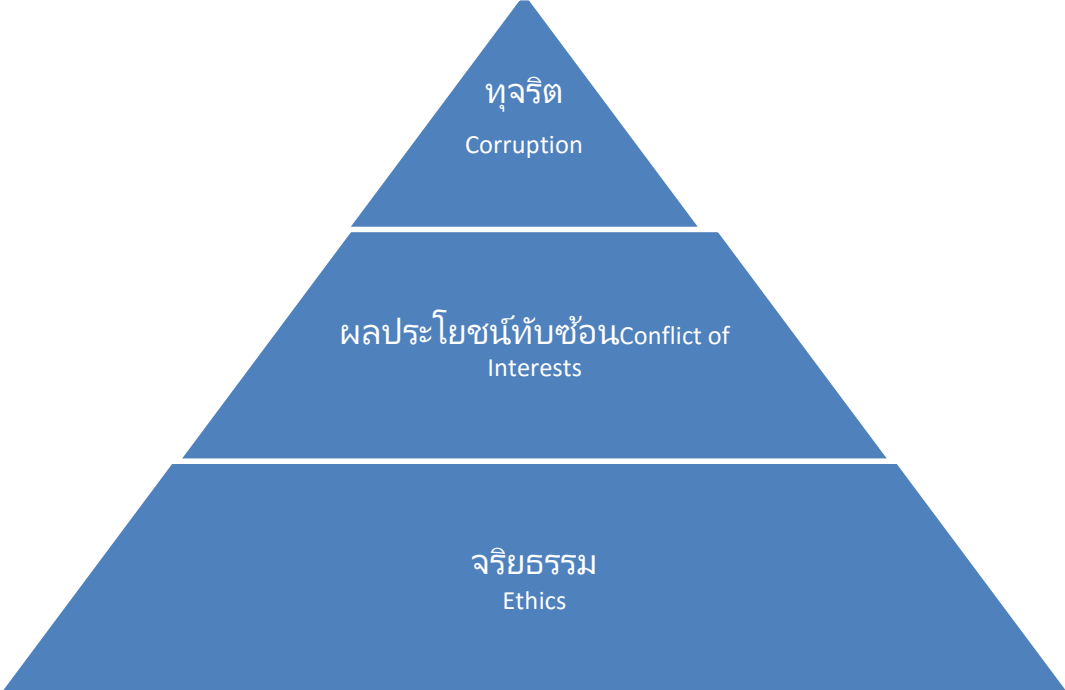 ทุจริต
Corruption
ผลประโยชน์ทับซ้อนConflict of
Interests
จริยธรรม
Ethics